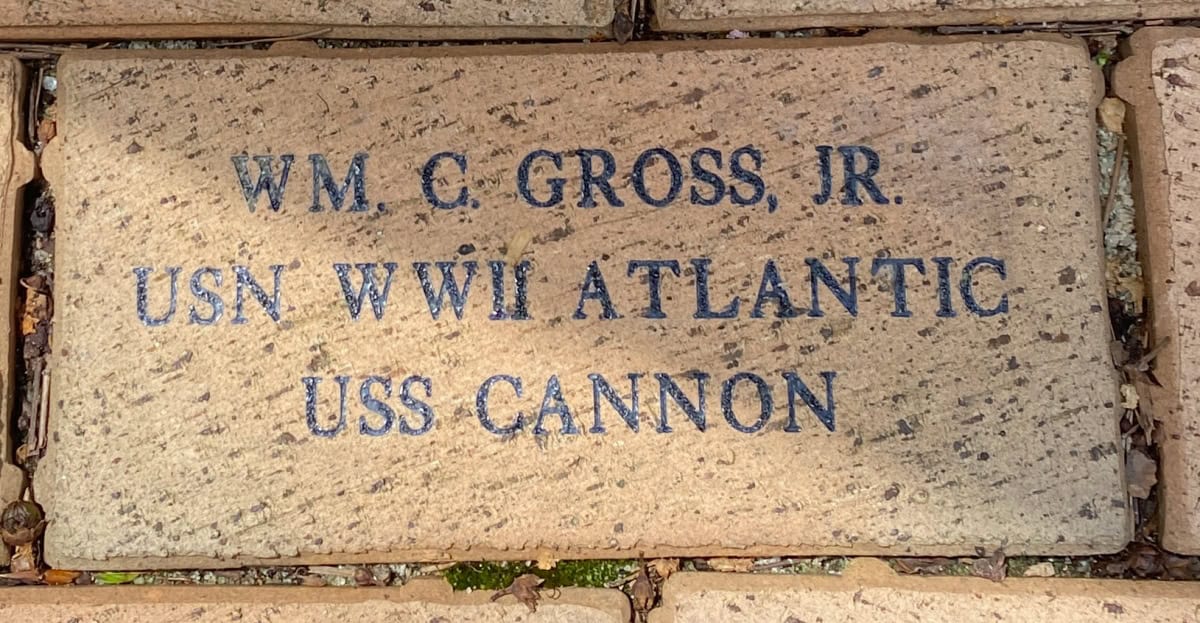 WM. C. GROSS, JR.
USN WWII ATLANTIC
USS CANNON